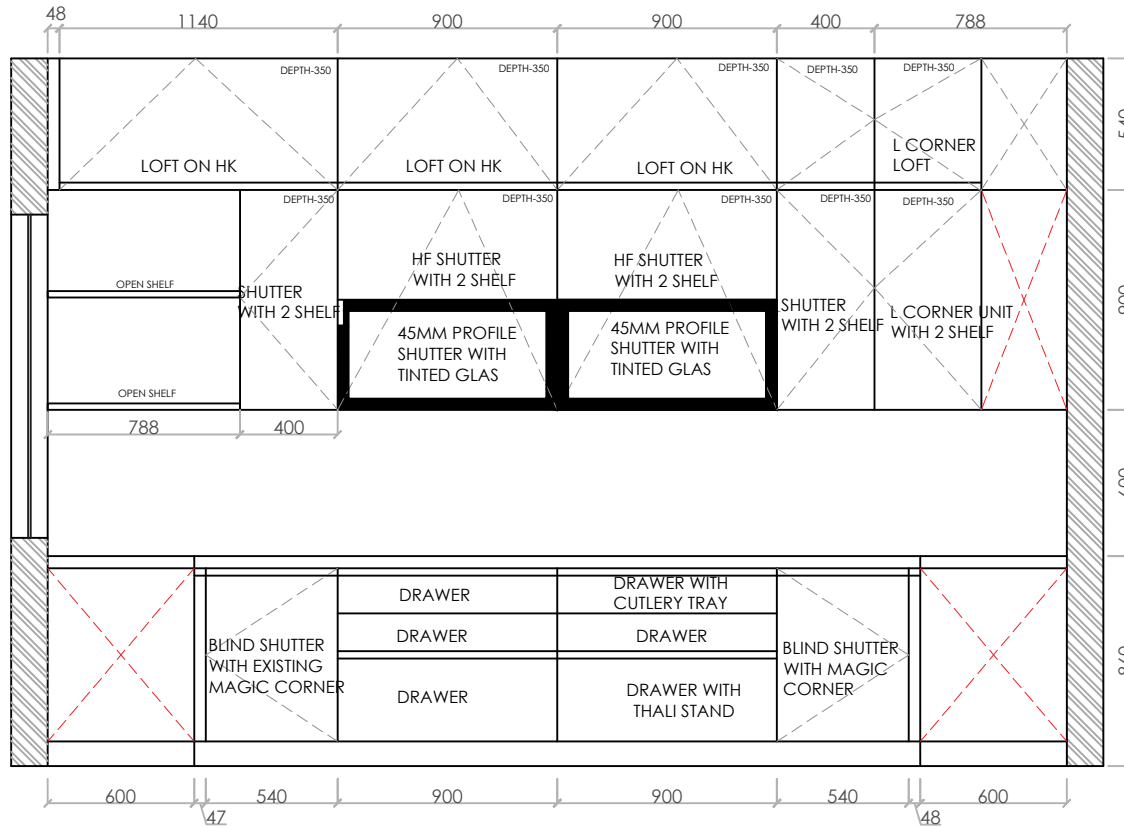 48
1140
900
900
400
788
DEPTH-350
DEPTH-350
DEPTH-350
DEPTH-350
DEPTH-350
LOFT ON HK
LOFT ON HK
LOFT ON HK
L CORNER
LOFT
DEPTH-350
DEPTH-350
DEPTH-350
DEPTH-350
DEPTH-350
OPEN SHELF
OPEN SHELF
SHUTTER
WITH 2 SHELF
HF SHUTTER
WITH 2 SHELF
HF SHUTTER
WITH 2 SHELF
45MM PROFILE
SHUTTER WITH
TINTED GLAS
45MM PROFILE
SHUTTER WITH
TINTED GLAS
SHUTTER
WITH 2 SHELF
L CORNER UNIT
WITH 2 SHELF
788
400
BLIND SHUTTER
WITH EXISTING
MAGIC CORNER
DRAWER
DRAWER
DRAWER
DRAWER WITH
CUTLERY TRAY
DRAWER
DRAWER WITH
THALI STAND
BLIND SHUTTER
WITH MAGIC
CORNER
600
47
540
900
900
540
48
600